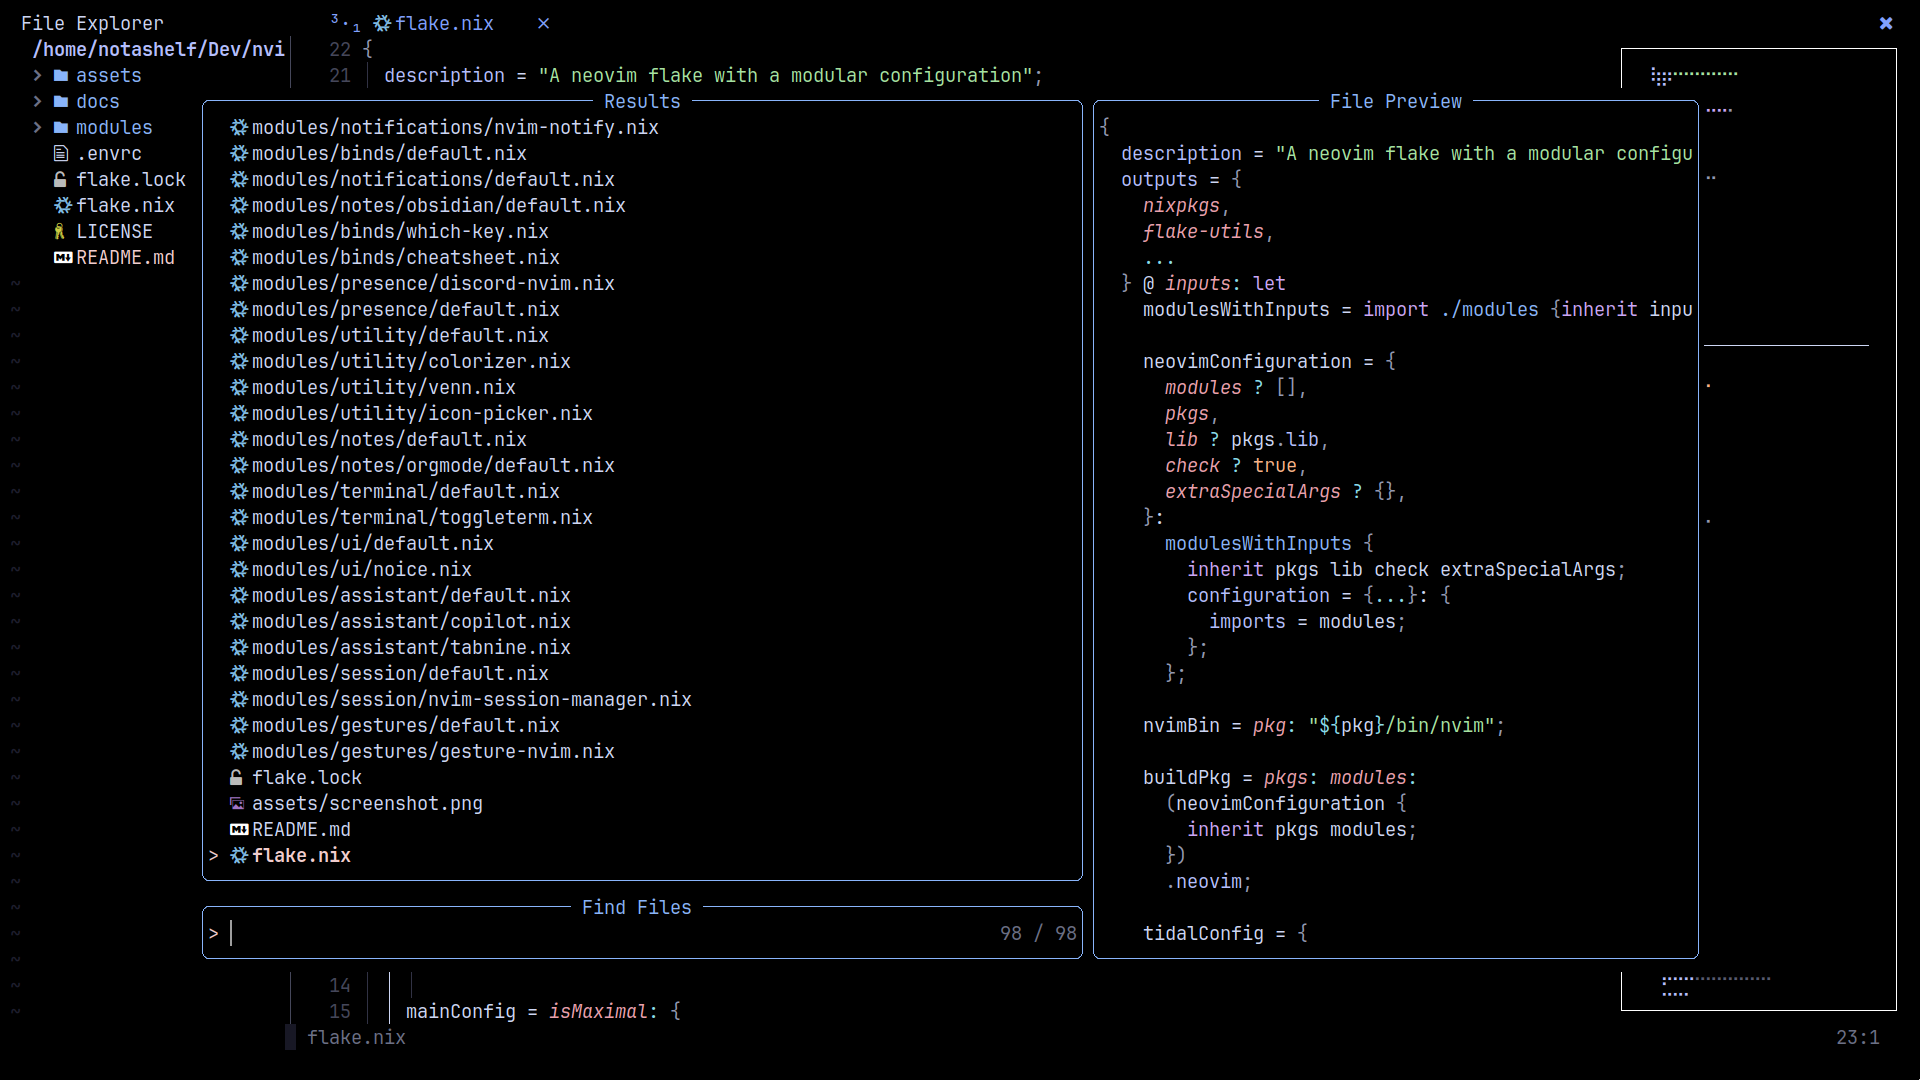 File Explorer
/home/notashelf/Dev/nvi
> assets
> docs
> modules
.envrc
flake.lock
flake.nix
LICENSE
README.md
3·1 flake.nix ×
22 {
21 description = "A neovim flake with a modular configuration";
Results
modules/notifications/nvim-notify.nix
modules/binds/default.nix
modules/notifications/default.nix
modules/notes/obsidian/default.nix
modules/binds/which-key.nix
modules/binds/cheatsheet.nix
modules/presence/discord-nvim.nix
modules/presence/default.nix
modules/utility/default.nix
modules/utility/colorizer.nix
modules/utility/venn.nix
modules/utility/icon-picker.nix
modules/notes/default.nix
modules/notes/orgmode/default.nix
modules/terminal/default.nix
modules/terminal/toggleterm.nix
modules/ui/default.nix
modules/ui/noice.nix
modules/assistant/default.nix
modules/assistant/copilot.nix
modules/assistant/tabnine.nix
modules/session/default.nix
modules/session/nvim-session-manager.nix
modules/gestures/default.nix
modules/gestures/gesture-nvim.nix
flake.lock
assets/screenshot.png
README.md
> flake.nix
Find Files
> 98 / 98
File Preview
{
description = "A neovim flake with a modular configu
outputs = {
nixpkgs,
flake-utils,
...
} @ inputs: let
modulesWithInputs = import ./modules {inherit inpu
neovimConfiguration = {
modules ? [],
pkgs,
lib ? pkgs.lib,
check ? true,
extraSpecialArgs ? {},
}:
modulesWithInputs {
inherit pkgs lib check extraSpecialArgs;
configuration = {...}: {
imports = modules;
};
};
nvimBin = pkg: "${pkg}/bin/nvim";
buildPkg = pkgs: modules:
(neovimConfiguration {
inherit pkgs modules;
})
.neovim;
tidalConfig = {
14
15 mainConfig = isMaximal: {
flake.nix
23:1